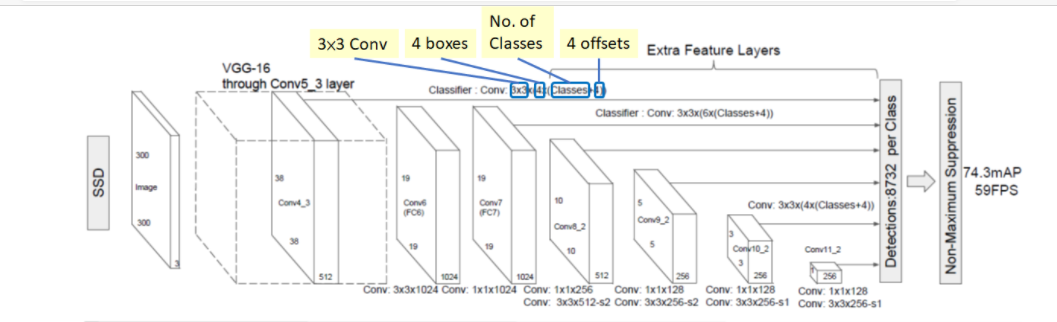 No. of
Classes
3x3 Conv
4 boxes
4 offsets
Extra Feature Layers
VGG-16
through Conv5_3 layer
Classifier : Conv: 3x3x(4x(Classes+4))
Classifier : Conv: 3x3x(6x(Classes+4))
SSD
300
Image
300
3
38
Conv4_3
38
512
19
Conv6
(FC6)
19
1024
19
Conv7
(FC7)
19
1024
10
Conv8_2
10
512
5
Conv9_2
5
256
Conv: 3x3x(4x(Classes+4))
3
Conv10_2
3
256
Conv11_2
1
256
Detections:8732 per Class
Non-Maximum Suppression
74.3mAP
59FPS
Conv: 3x3x1024
Conv: 1x1x1024
Conv: 1x1x256
Conv: 3x3x512-s2
Conv: 1x1x128
Conv: 3x3x256-s2
Conv: 1x1x128
Conv: 3x3x256-s1
Conv: 1x1x128
Conv: 3x3x256-s1